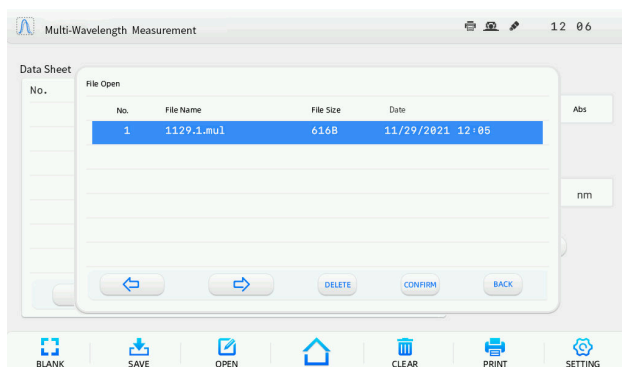 Multi-Wavelength Measurement 12 06
Data Sheet
No.
File Open
No. File Name File Size Date
Abs
1 1129.1.mul 616B 11/29/2021 12:05
nm
DELETE CONFIRM BACK
BLANK SAVE OPEN CLEAR PRINT SETTING